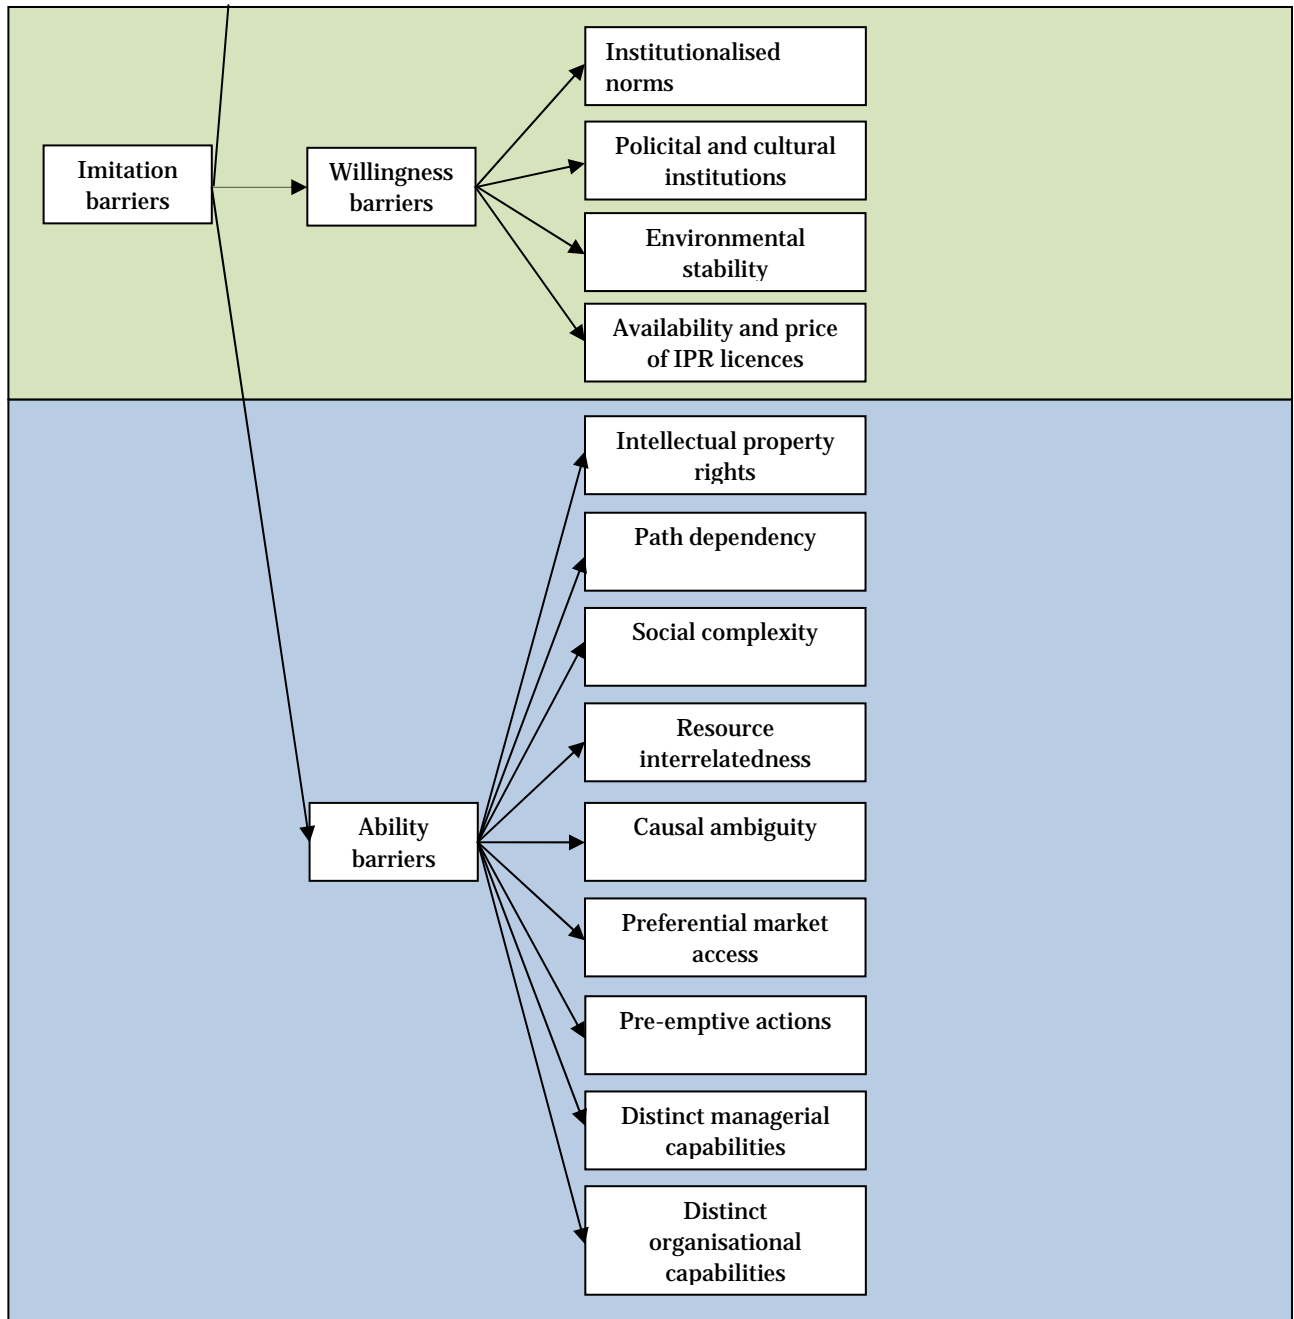 Imitation
barriers
Willingness
barriers
Institutionalised
norms
Policital and cultural
institutions
Environmental
stability
Availability and price
of IPR licences
Ability
barriers
Intellectual property
rights
Path dependency
Social complexity
Resource
interrelatedness
Causal ambiguity
Preferential market
access
Pre-emptive actions
Distinct managerial
capabilities
Distinct
organisational
capabilities